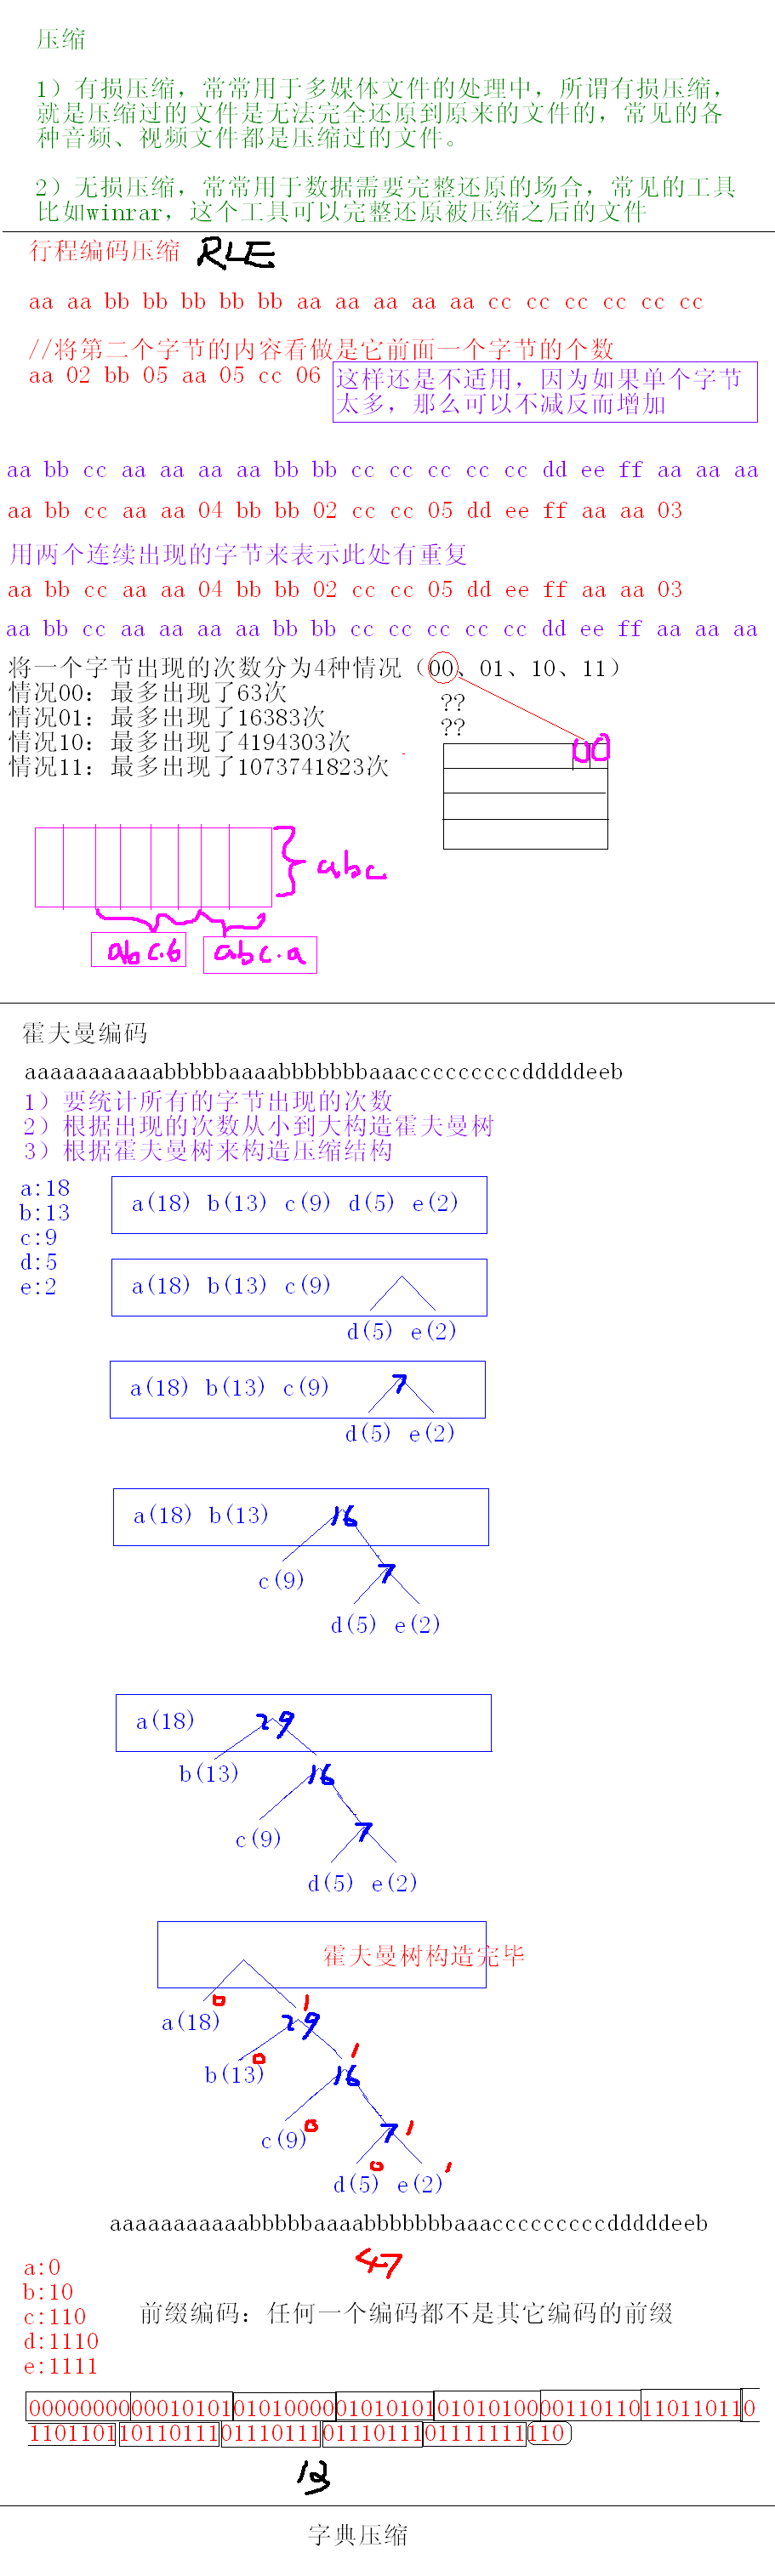 压缩
1）有损压缩，常常用于多媒体文件的处理中，所谓有损压缩，
就是压缩过的文件是无法完全还原到原来的文件的，常见的各
种音频、视频文件都是压缩过的文件。
2）无损压缩，常常用于数据需要完整还原的场合，常见的工具
比如winrar，这个工具可以完整还原被压缩之后的文件
行程编码压缩 RLE
aa aa bb bb bb bb bb aa aa aa aa aa cc cc cc cc cc cc
//将第二个字节的内容看做是它前面一个字节的个数
aa 02 bb 05 aa 05 cc 06
这样还是不适用，因为如果单个字节
太多，那么可以不减反而增加
aa bb cc aa aa aa aa bb bb cc cc cc cc cc dd ee ff aa aa aa
aa bb cc aa aa 04 bb bb 02 cc cc 05 dd ee ff aa aa 03
用两个连续出现的字节来表示此处有重复
aa bb cc aa aa 04 bb bb 02 cc cc 05 dd ee ff aa aa 03
aa bb cc aa aa aa aa bb bb cc cc cc cc cc dd ee ff aa aa aa
将一个字节出现的次数分为4种情况（00、01、10、11）
情况00：最多出现了63次
情况01：最多出现了16383次
情况10：最多出现了4194303次
情况11：最多出现了1073741823次
??
??
00
abc
abc.b abc.a
霍夫曼编码
aaaaaaaaaaabbbbbaaaabbbbbbbaaacccccccccdddddeeb
1）要统计所有的字节出现的次数
2）根据出现的次数从小到大构造霍夫曼树
3）根据霍夫曼树来构造压缩结构
a:18
b:13
c:9
d:5
e:2
a(18) b(13) c(9) d(5) e(2)
a(18) b(13) c(9)
d(5) e(2)
a(18) b(13) c(9) 7
d(5) e(2)
a(18) b(13) 16
c(9) 7
d(5) e(2)
a(18) 29
b(13) 16
c(9) 7
d(5) e(2)
霍夫曼树构造完毕
0 1
a(18) 29
0 1
b(13) 16
0 1
c(9) 7
0 1
d(5) e(2)
aaaaaaaaaaabbbbbaaaabbbbbbbaaacccccccccdddddeeb
47
a:0
b:10
c:110
d:1110
e:1111
前缀编码：任何一个编码都不是其它编码的前缀
000000000001010101010000010101010101010000110110110110110
110110110110111011101110111011101111111110
13
字典压缩